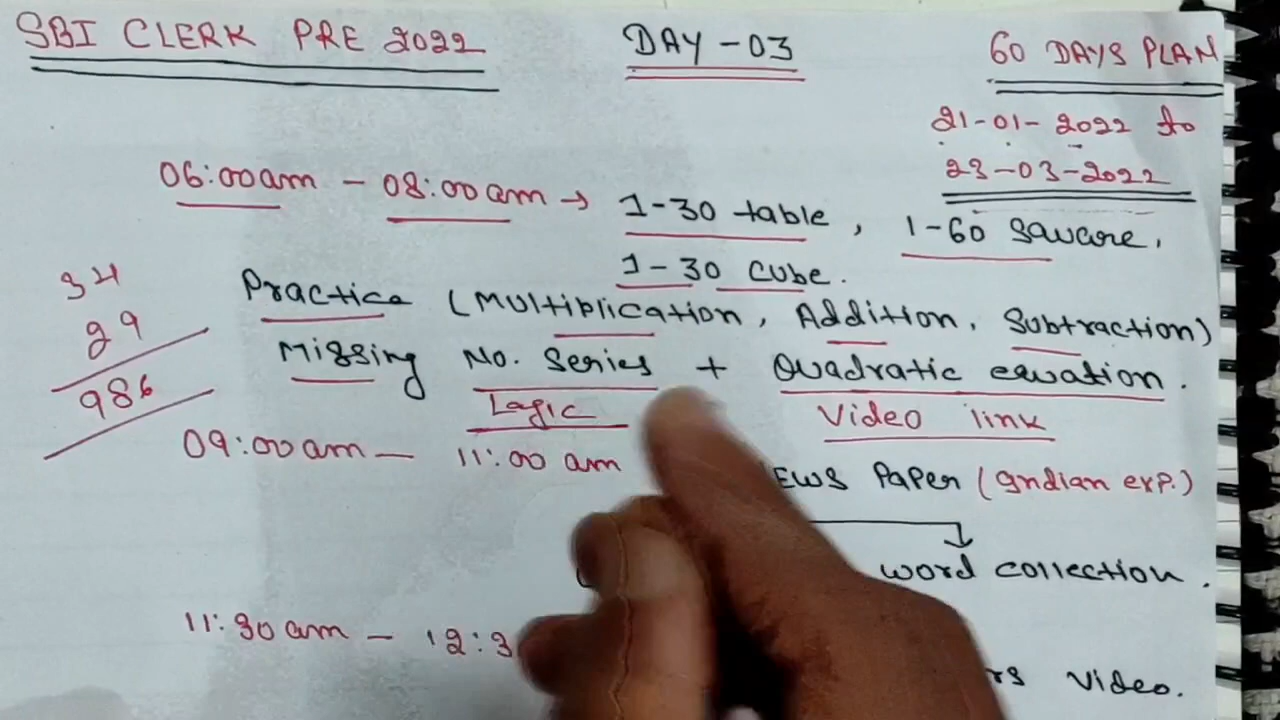 SBI CLERK PRE 2022
DAY - 03
60 DAYS PLAN
21-01-2022 to
23-03-2022
06:00am - 08:00am → 1-30 table, 1-60 square,
1-30 cube.
Practice (Multiplication, Addition, Subtraction)
34
29
986
Missing No. Series + Quadratic equation.
Logic
Video link
09:00am - 11:00 am
EWS PaPer (Indian exp.)
word collection.
11:30am - 12:3
rs video.